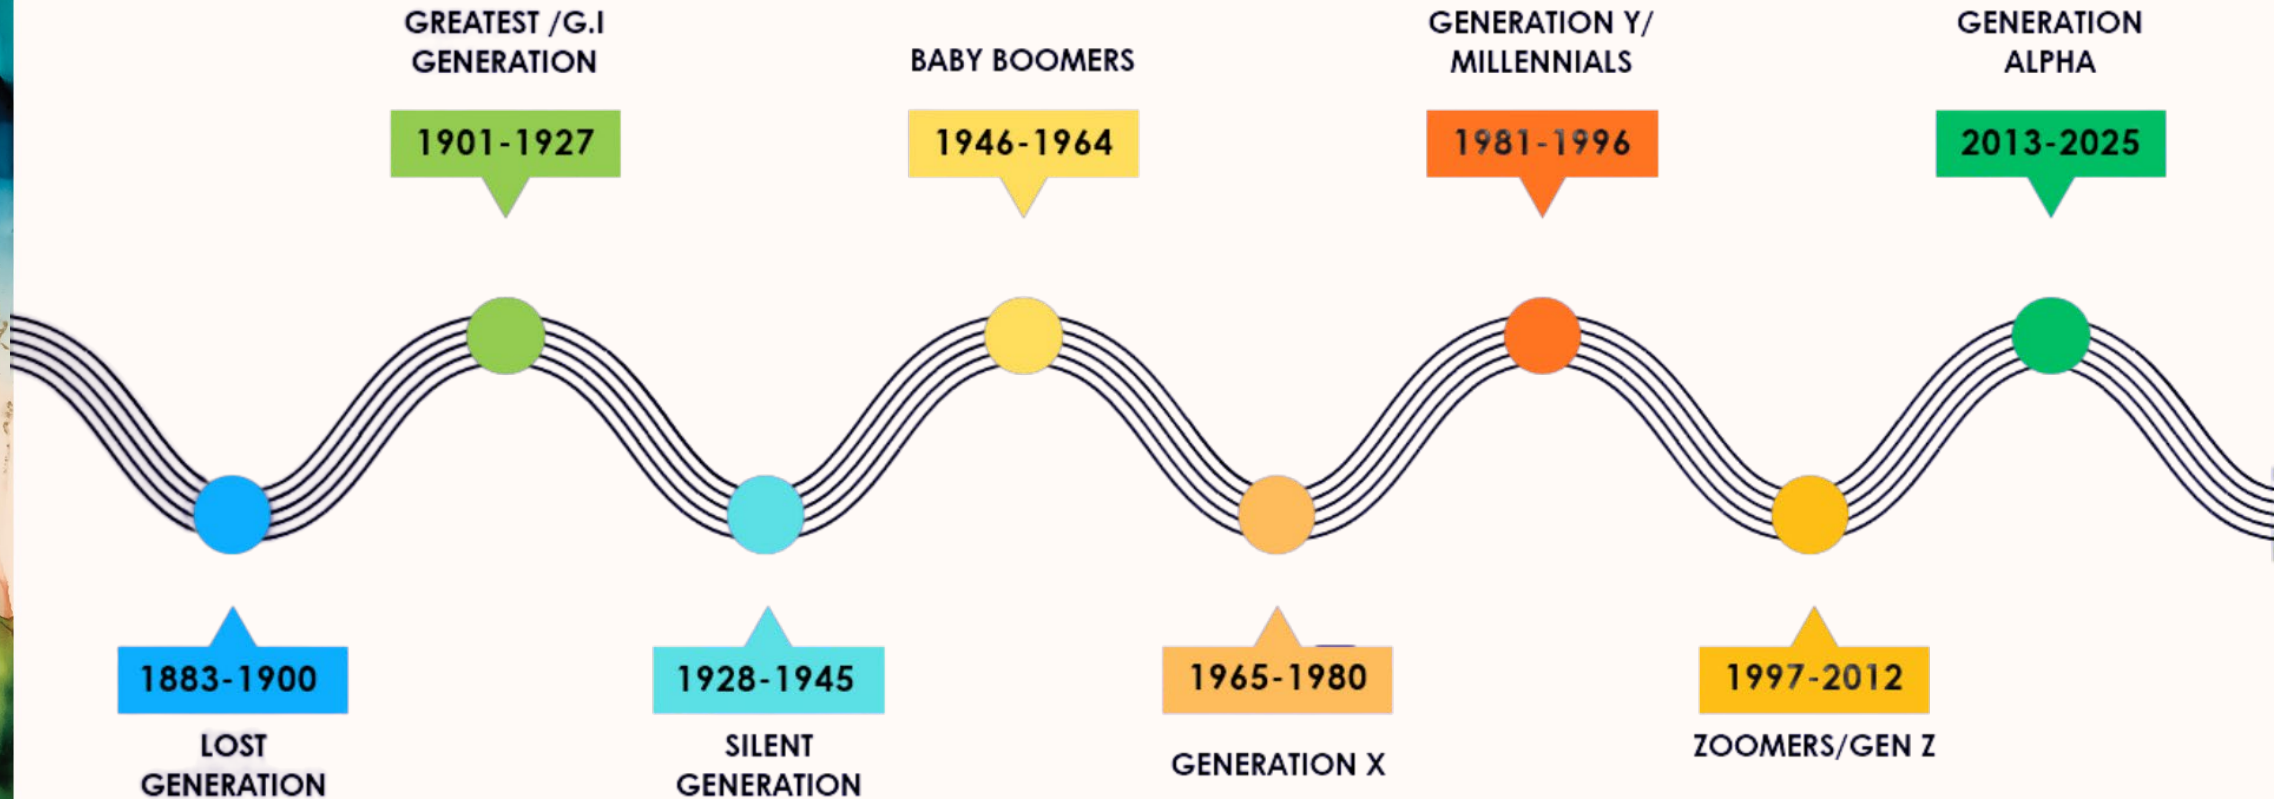 GREATEST /G.I
GENERATION
1901-1927
BABY BOOMERS
1946-1964
GENERATION Y/
MILLENNIALS
1981-1996
GENERATION
ALPHA
2013-2025
1883-1900
LOST
GENERATION
1928-1945
SILENT
GENERATION
1965-1980
GENERATION X
1997-2012
ZOOMERS/GEN Z